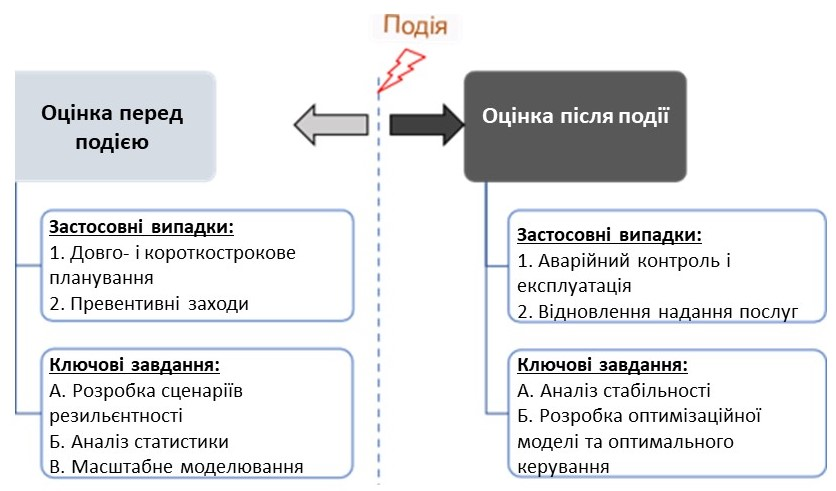 Подія
Оцінка перед
подією
Застосовні випадки:
1. Довго- і короткострокове
планування
2. Превентивні заходи
Ключові завдання:
А. Розробка сценаріїв
резильєнтності
Б. Аналіз статистики
В. Масштабне моделювання
Оцінка після події
Застосовні випадки:
1. Аварійний контроль і
експлуатація
2. Відновлення надання послуг
Ключові завдання:
А. Аналіз стабільності
Б. Розробка оптимізаційної
моделі та оптимального
керування